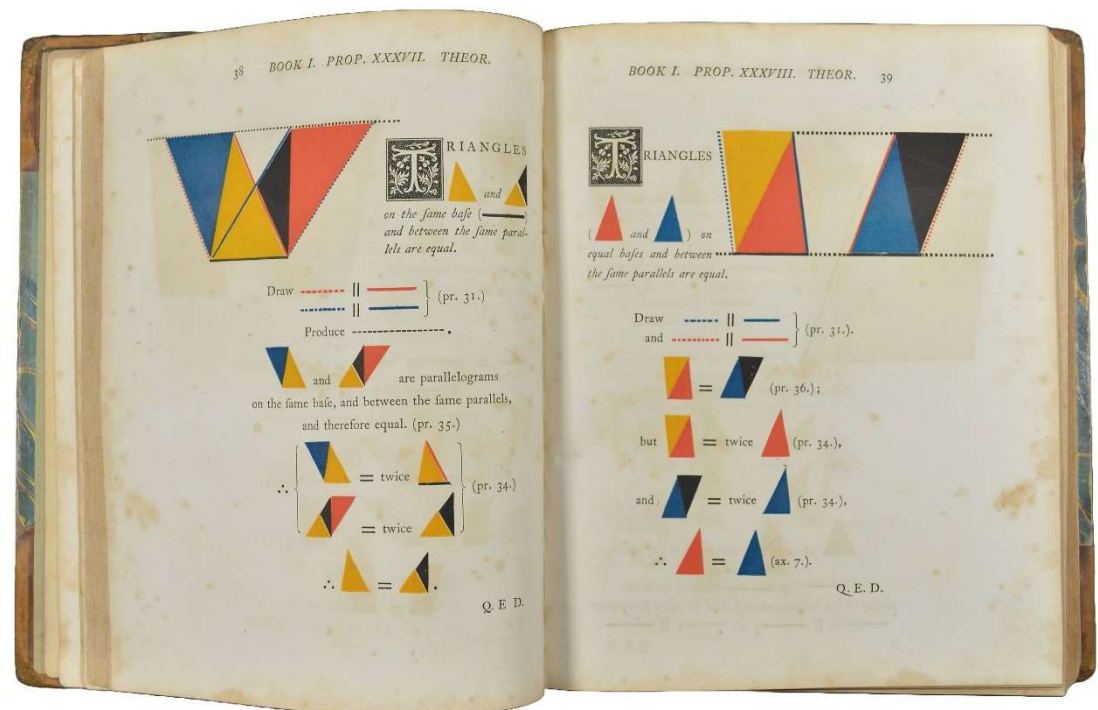 38 BOOK I. PROP. XXXVII. THEOR.
TRIANGLES
and
on the ſame baſe (
)
and between the ſame paral-
lels are equal.
Draw || } (pr. 31.)
||
Produce .
and are parallelograms
on the ſame baſe, and between the ſame parallels,
and therefore equal. (pr. 35.)
∴ { = twice } (pr. 34.)
= twice
∴ = .
Q. E D.
BOOK I. PROP. XXXVIII. THEOR. 39
TRIANGLES
( and ) on
equal baſes and between
the ſame parallels are equal.
Draw || } (pr. 31.).
and ||
= (pr. 36.);
but = twice (pr. 34.),
and = twice (pr. 34.),
∴ = (ax. 7.).
Q. E. D.